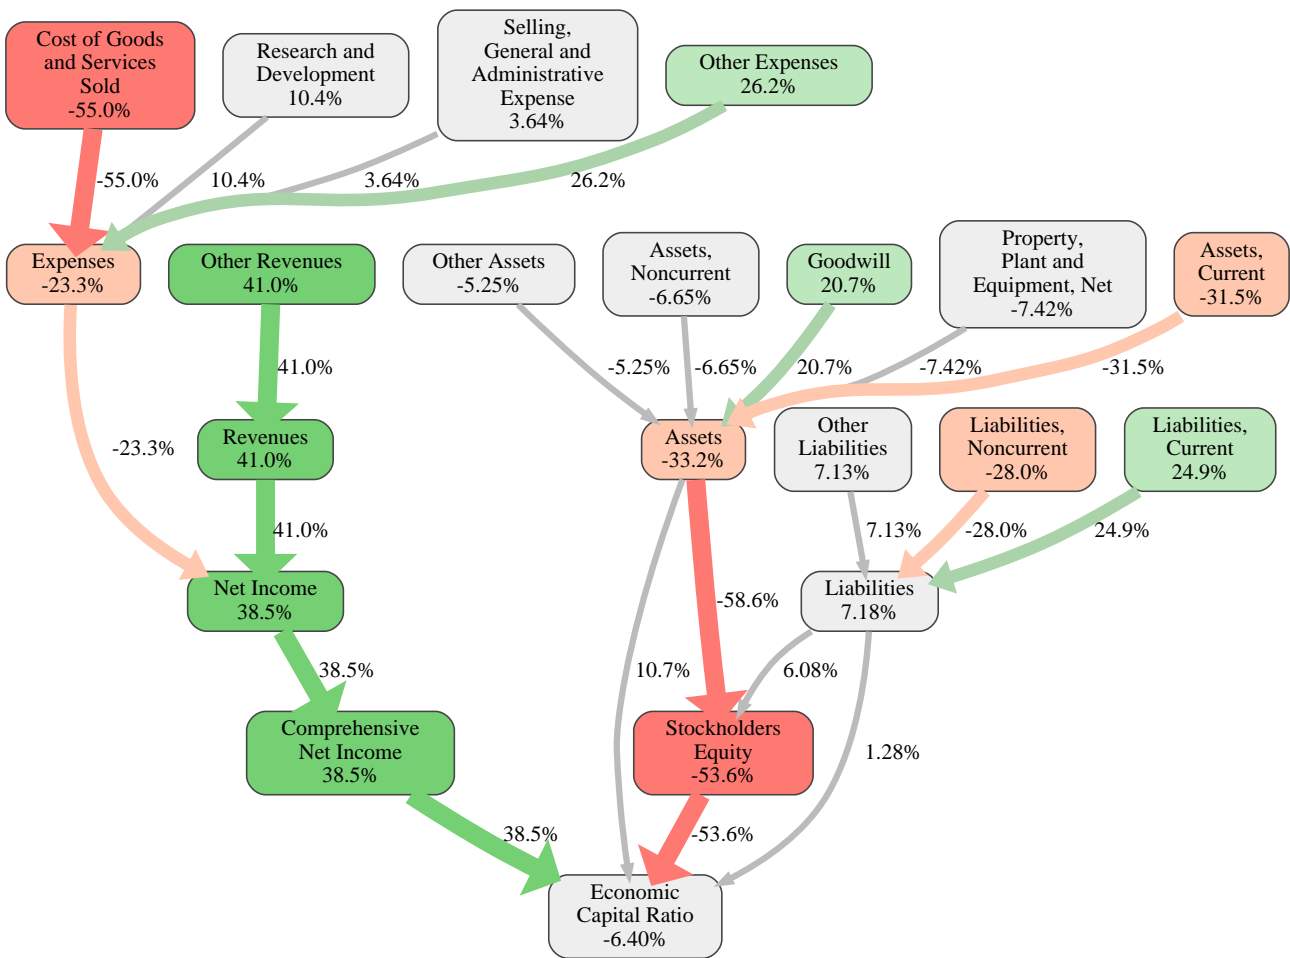 Cost of Goods
and Services
Sold
-55.0%
Research and
Development
10.4%
Selling,
General and
Administrative
Expense
3.64%
Other Expenses
26.2%
-55.0%
10.4%
3.64%
26.2%
Expenses
-23.3%
Other Revenues
41.0%
Other Assets
-5.25%
Assets,
Noncurrent
-6.65%
Goodwill
20.7%
Property,
Plant and
Equipment, Net
-7.42%
Assets,
Current
-31.5%
41.0%
-5.25%
-6.65%
20.7%
-7.42%
-31.5%
-23.3%
Revenues
41.0%
Assets
-33.2%
Other
Liabilities
7.13%
Liabilities,
Noncurrent
-28.0%
Liabilities,
Current
24.9%
41.0%
7.13%
-28.0%
24.9%
Net Income
38.5%
-58.6%
Liabilities
7.18%
38.5%
10.7%
6.08%
Comprehensive
Net Income
38.5%
Stockholders
Equity
-53.6%
1.28%
38.5%
-53.6%
Economic
Capital Ratio
-6.40%